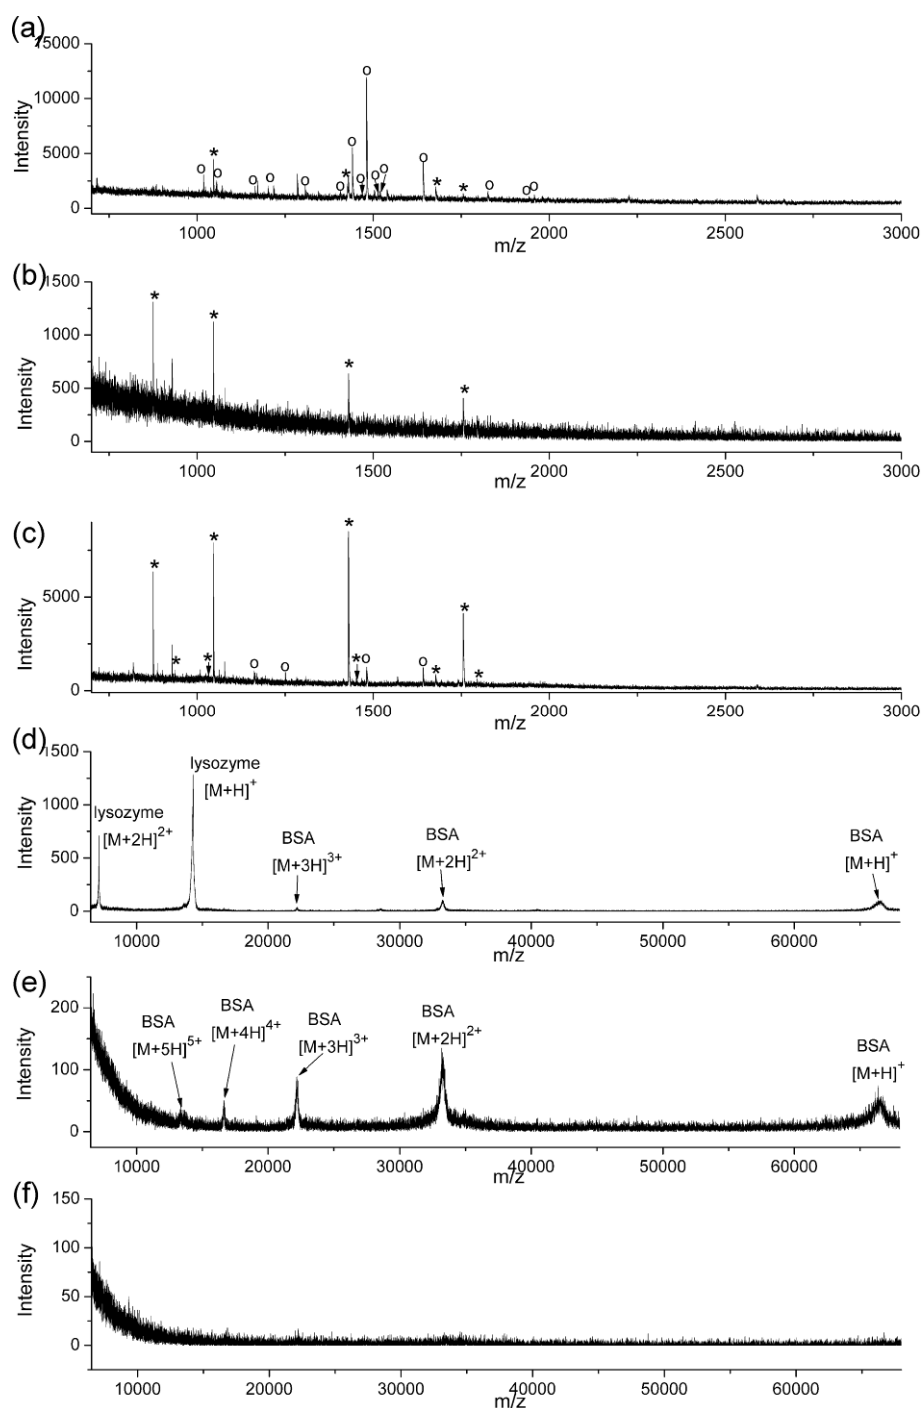 (a)
15000
o
10000
Intensity
o
5000
o * o o o o * o o o o * * o o o
0
1000 1500 2000 2500 3000
m/z
(b)
1500
* *
1000
Intensity
*
500
*
0
1000 1500 2000 2500 3000
m/z
(c)
* * * *
5000
Intensity
* * o o * o o * *
0
1000 1500 2000 2500 3000
m/z
(d)
1500
lysozyme
[M+H]+
1000
Intensity
lysozyme
[M+2H]2+
BSA
[M+3H]3+
BSA
[M+2H]2+
BSA
[M+H]+
500
0
10000 20000 30000 40000 50000 60000
m/z
(e)
200
BSA
[M+5H]5+
BSA
[M+4H]4+
BSA
[M+3H]3+
BSA
[M+2H]2+
BSA
[M+H]+
Intensity
100
0
10000 20000 30000 40000 50000 60000
m/z
(f)
150
100
Intensity
50
0
10000 20000 30000 40000 50000 60000
m/z